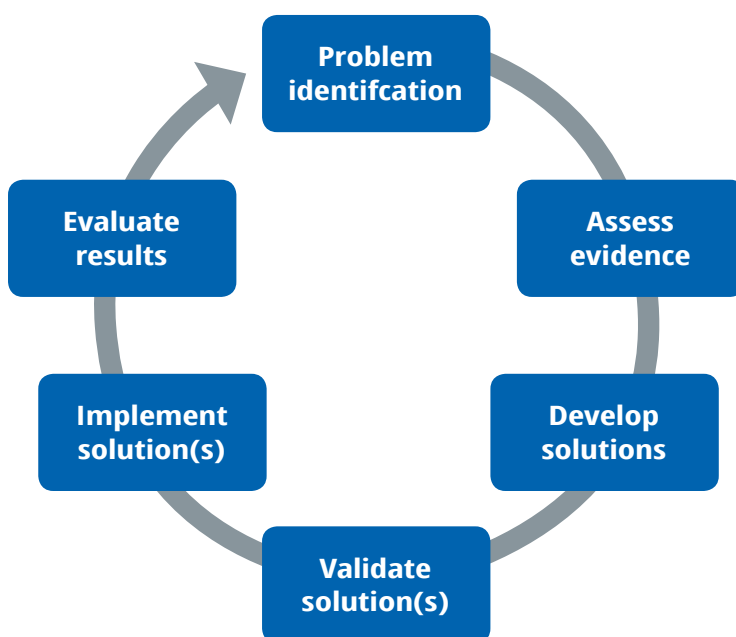 Problem
identifcation
Assess
evidence
Develop
solutions
Validate
solution(s)
Implement
solution(s)
Evaluate
results